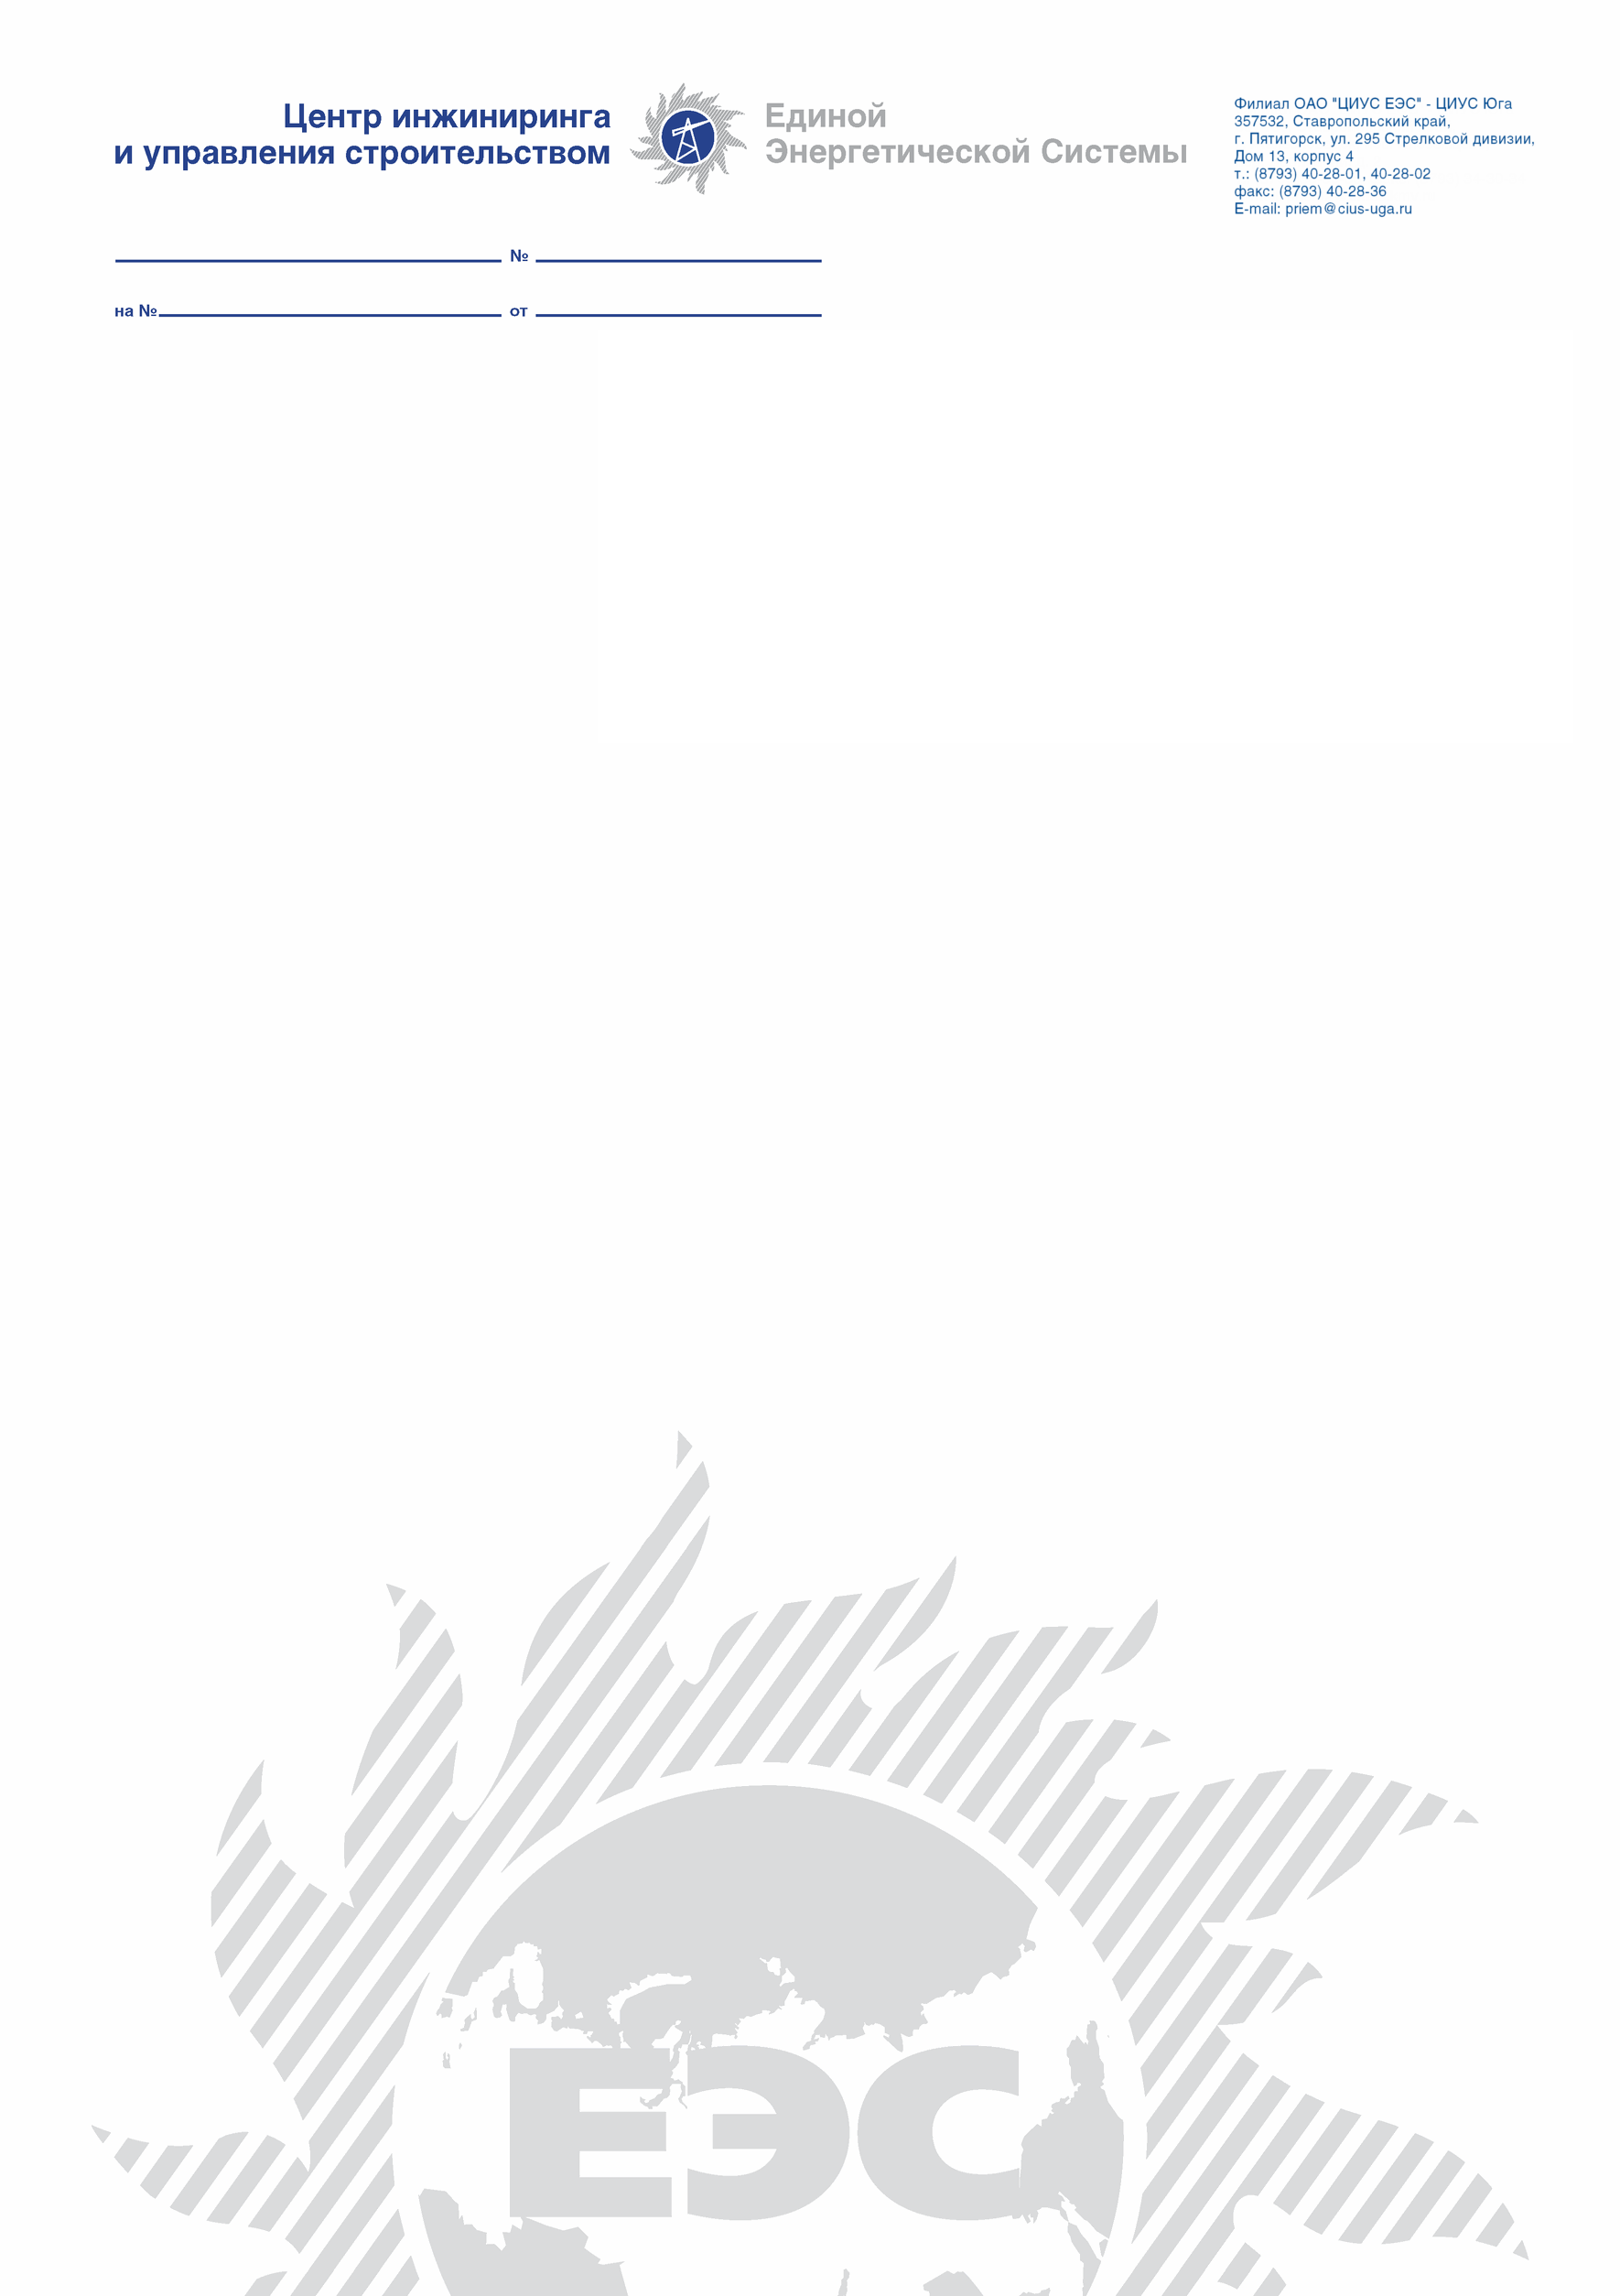 Центр инжиниринга
и управления строительством
Единой
Энергетической Системы
Филиал ОАО "ЦИУС ЕЭС" - ЦИУС Юга
357532, Ставропольский край,
г. Пятигорск, ул. 295 Стрелковой дивизии,
Дом 13, корпус 4
т.: (8793) 40-28-01, 40-28-02
факс: (8793) 40-28-36
E-mail: priem@cius-uga.ru
№
на № от
ЕЭС